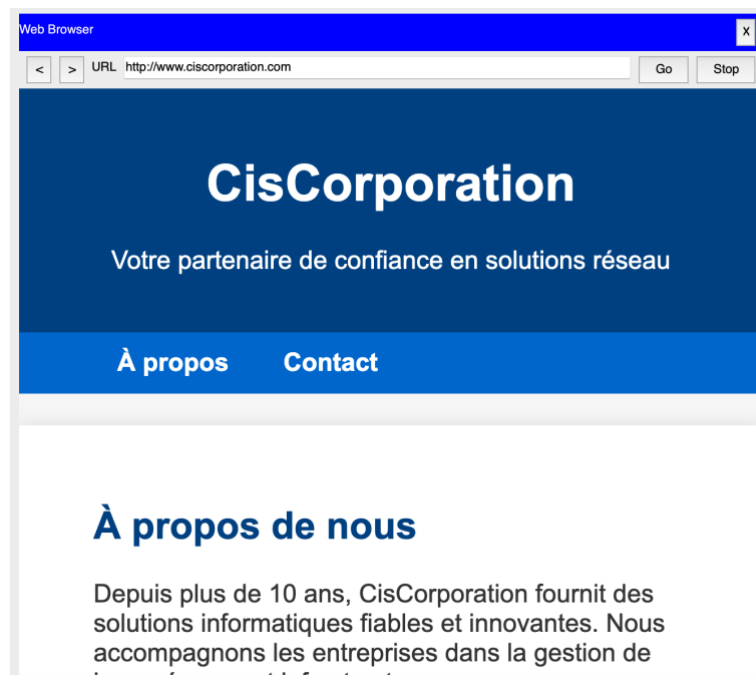 Web Browser
X
< > URL http://www.ciscorporation.com Go Stop
CisCorporation
Votre partenaire de confiance en solutions réseau
À propos Contact
À propos de nous
Depuis plus de 10 ans, CisCorporation fournit des
solutions informatiques fiables et innovantes. Nous
accompagnons les entreprises dans la gestion de